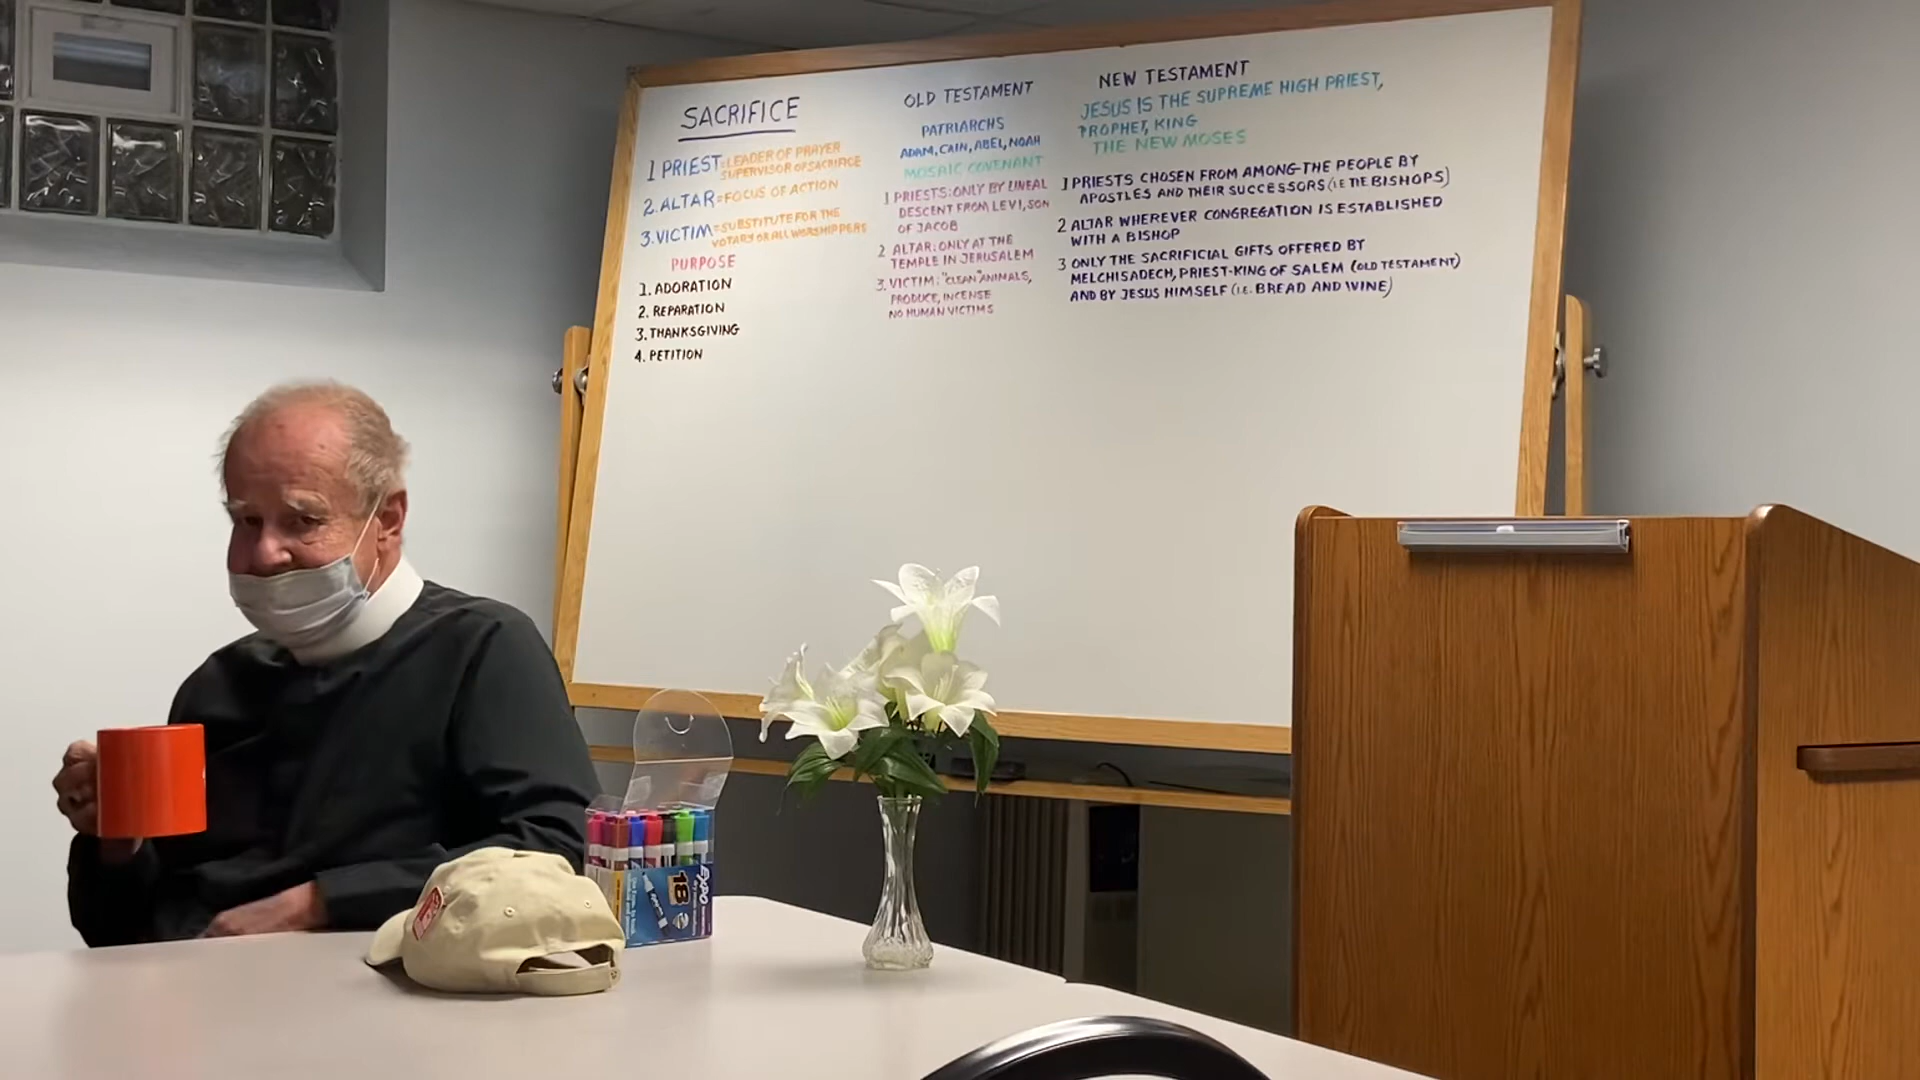 SACRIFICE
1 PRIEST=LEADER OF PRAYER
SUPERVISOR OF SACRIFICE
2. ALTAR=FOCUS OF ACTION
3. VICTIM=SUBSTITUTE FOR THE
VOTARY OR ALL WORSHIPPERS
PURPOSE
1. ADORATION
2. REPARATION
3. THANKSGIVING
4. PETITION
OLD TESTAMENT
PATRIARCHS
ADAM, CAIN, ABEL, NOAH
MOSAIC COVENANT
1 PRIESTS: ONLY BY LINEAL
DESCENT FROM LEVI, SON
OF JACOB
2 ALTAR: ONLY AT THE
TEMPLE IN JERUSALEM
3. VICTIM: "CLEAN" ANIMALS,
PRODUCE, INCENSE
NO HUMAN VICTIMS
NEW TESTAMENT
JESUS IS THE SUPREME HIGH PRIEST,
PROPHET, KING
THE NEW MOSES
1 PRIESTS CHOSEN FROM AMONG THE PEOPLE BY
APOSTLES AND THEIR SUCCESSORS (I.E THE BISHOPS)
2 ALTAR WHEREVER CONGREGATION IS ESTABLISHED
WITH A BISHOP
3 ONLY THE SACRIFICIAL GIFTS OFFERED BY
MELCHISADECH, PRIEST-KING OF SALEM (OLD TESTAMENT)
AND BY JESUS HIMSELF (I.E. BREAD AND WINE)
EXPO
18